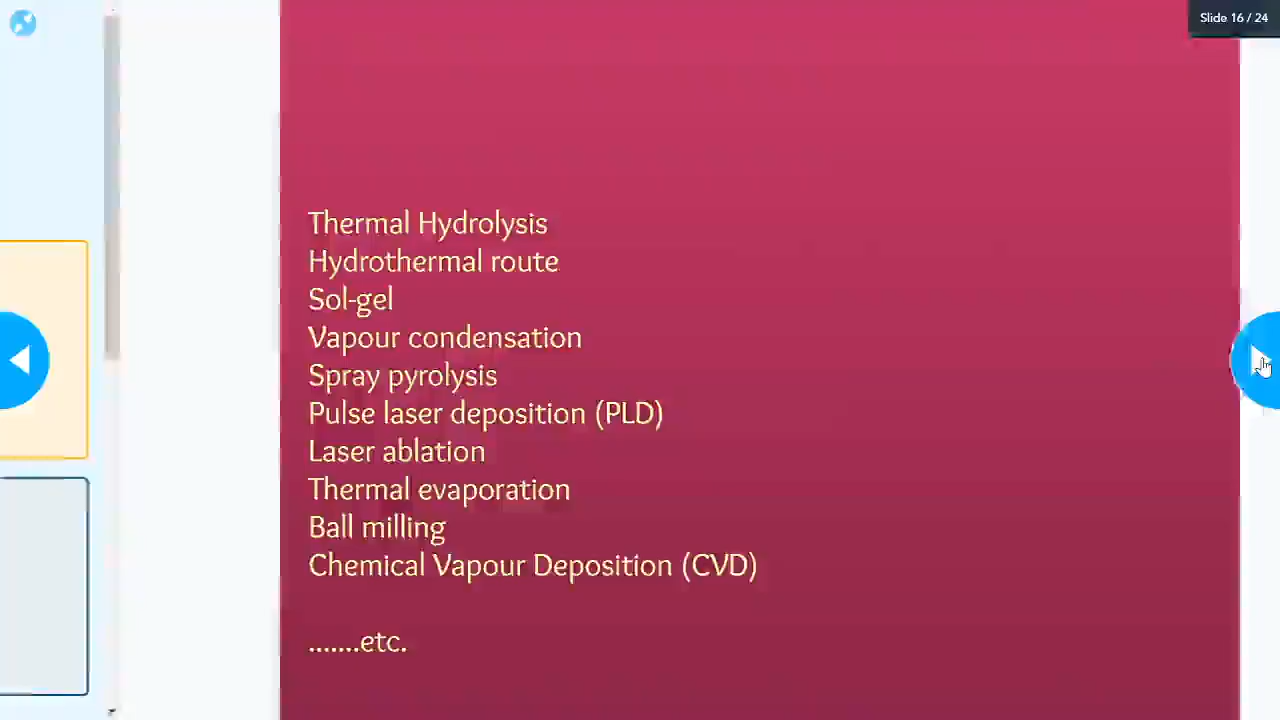 Slide 16 / 24
Thermal Hydrolysis
Hydrothermal route
Sol-gel
Vapour condensation
Spray pyrolysis
Pulse laser deposition (PLD)
Laser ablation
Thermal evaporation
Ball milling
Chemical Vapour Deposition (CVD)
.......etc.